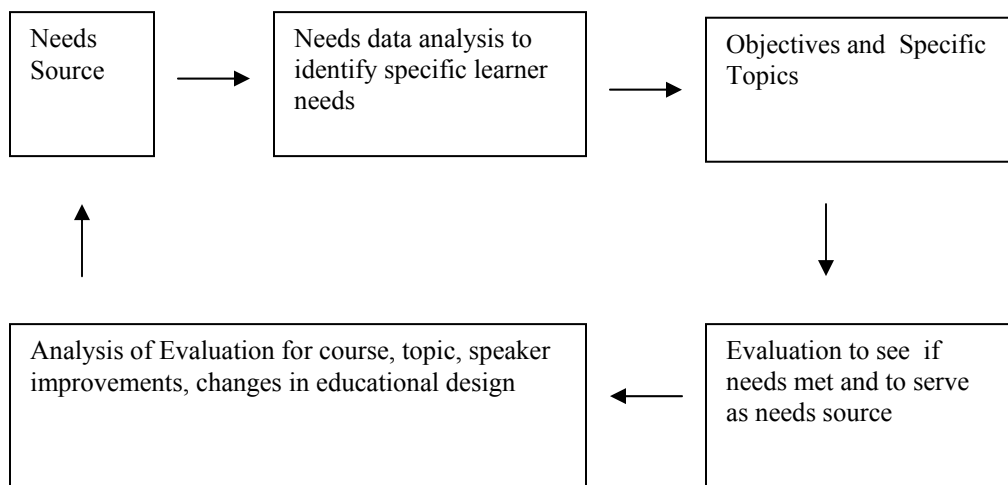 Needs
Source
Needs data analysis to
identify specific learner
needs
Objectives and Specific
Topics
Analysis of Evaluation for course, topic, speaker
improvements, changes in educational design
Evaluation to see if
needs met and to serve
as needs source